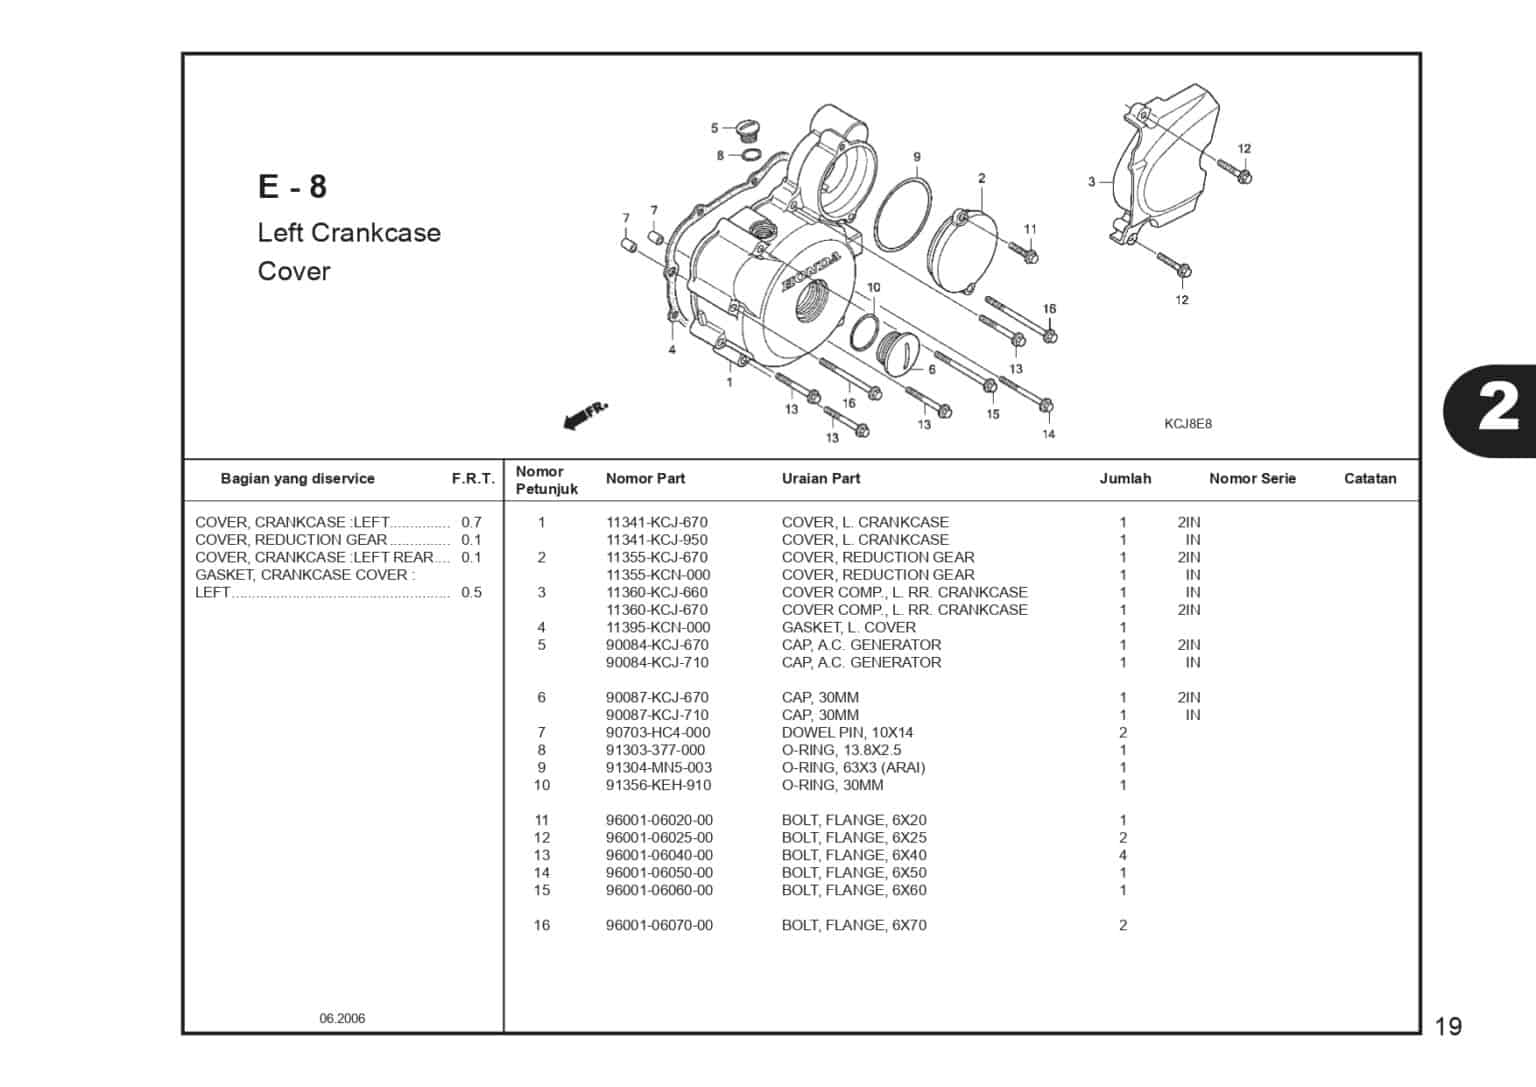 E - 8
Left Crankcase
Cover
5
8
7
7
9
2
11
10
3
12
12
4
1
13
13
16
13
6
15
13
16
14
HONDA
FR.
KCJ8E8
2
Bagian yang diservice F.R.T. Nomor Petunjuk Nomor Part Uraian Part Jumlah Nomor Serie Catatan
COVER, CRANKCASE :LEFT............... 0.7
COVER, REDUCTION GEAR............... 0.1
COVER, CRANKCASE :LEFT REAR.... 0.1
GASKET, CRANKCASE COVER :
LEFT...................................................... 0.5
1 11341-KCJ-670 COVER, L. CRANKCASE 1 2IN
11341-KCJ-950 COVER, L. CRANKCASE 1 IN
2 11355-KCJ-670 COVER, REDUCTION GEAR 1 2IN
11355-KCN-000 COVER, REDUCTION GEAR 1 IN
3 11360-KCJ-660 COVER COMP., L. RR. CRANKCASE 1 IN
11360-KCJ-670 COVER COMP., L. RR. CRANKCASE 1 2IN
4 11395-KCN-000 GASKET, L. COVER 1
5 90084-KCJ-670 CAP, A.C. GENERATOR 1 2IN
90084-KCJ-710 CAP, A.C. GENERATOR 1 IN
6 90087-KCJ-670 CAP, 30MM 1 2IN
90087-KCJ-710 CAP, 30MM 1 IN
7 90703-HC4-000 DOWEL PIN, 10X14 2
8 91303-377-000 O-RING, 13.8X2.5 1
9 91304-MN5-003 O-RING, 63X3 (ARAI) 1
10 91356-KEH-910 O-RING, 30MM 1
11 96001-06020-00 BOLT, FLANGE, 6X20 1
12 96001-06025-00 BOLT, FLANGE, 6X25 2
13 96001-06040-00 BOLT, FLANGE, 6X40 4
14 96001-06050-00 BOLT, FLANGE, 6X50 1
15 96001-06060-00 BOLT, FLANGE, 6X60 1
16 96001-06070-00 BOLT, FLANGE, 6X70 2
06.2006
19